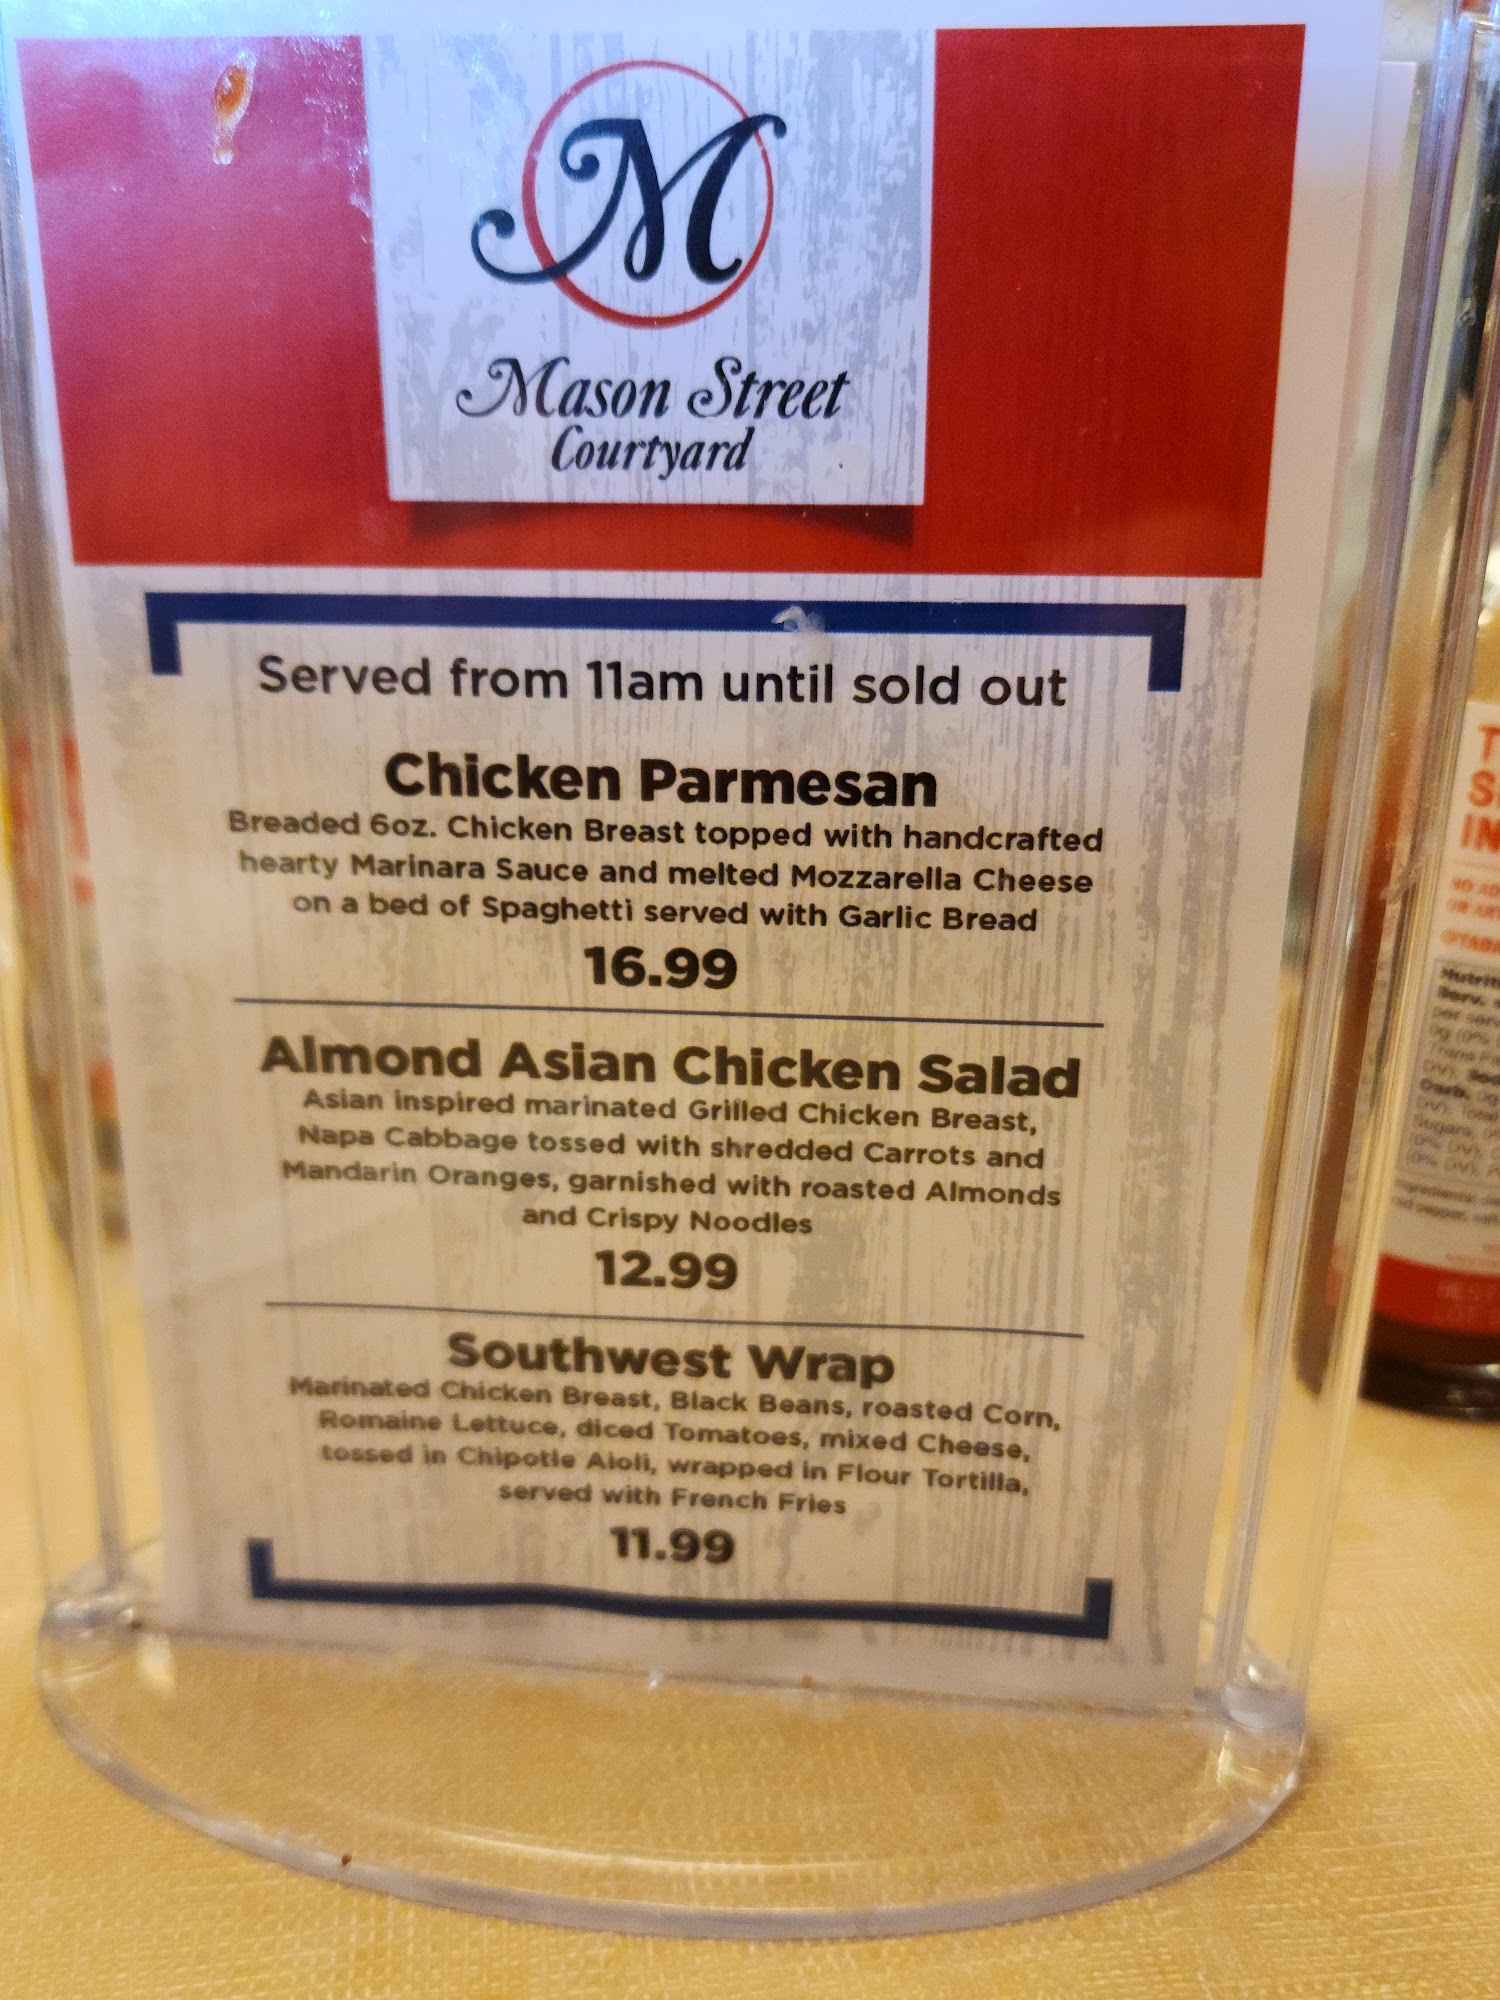 M
Mason Street
Courtyard
Served from 11am until sold out
Chicken Parmesan
Breaded 6oz. Chicken Breast topped with handcrafted
hearty Marinara Sauce and melted Mozzarella Cheese
on a bed of Spaghetti served with Garlic Bread
16.99
Almond Asian Chicken Salad
Asian inspired marinated Grilled Chicken Breast,
Napa Cabbage tossed with shredded Carrots and
Mandarin Oranges, garnished with roasted Almonds
and Crispy Noodles
12.99
Southwest Wrap
Marinated Chicken Breast, Black Beans, roasted Corn,
Romaine Lettuce, diced Tomatoes, mixed Cheese,
tossed in Chipotle Aioli, wrapped in Flour Tortilla,
served with French Fries
11.99